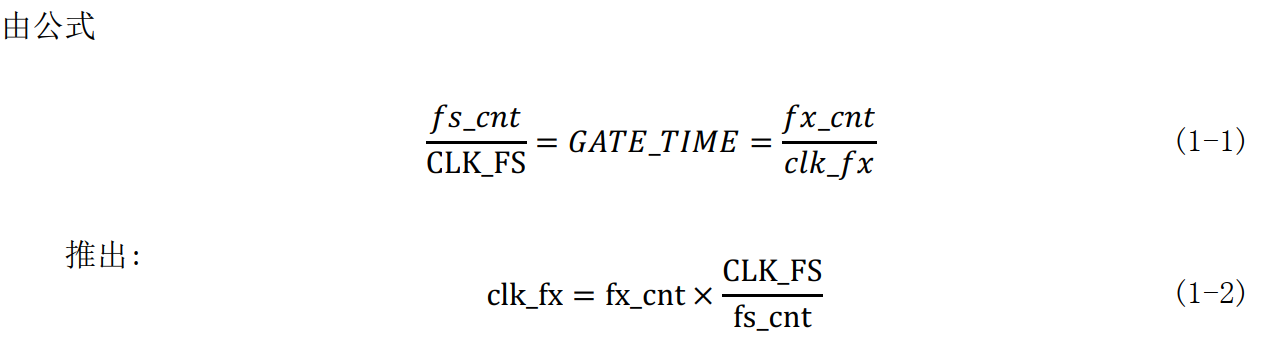 由公式
fs_cnt/CLK_FS = GATE_TIME = fx_cnt/clk_fx (1-1)
推出:
clk_fx = fx_cnt × CLK_FS/fs_cnt (1-2)